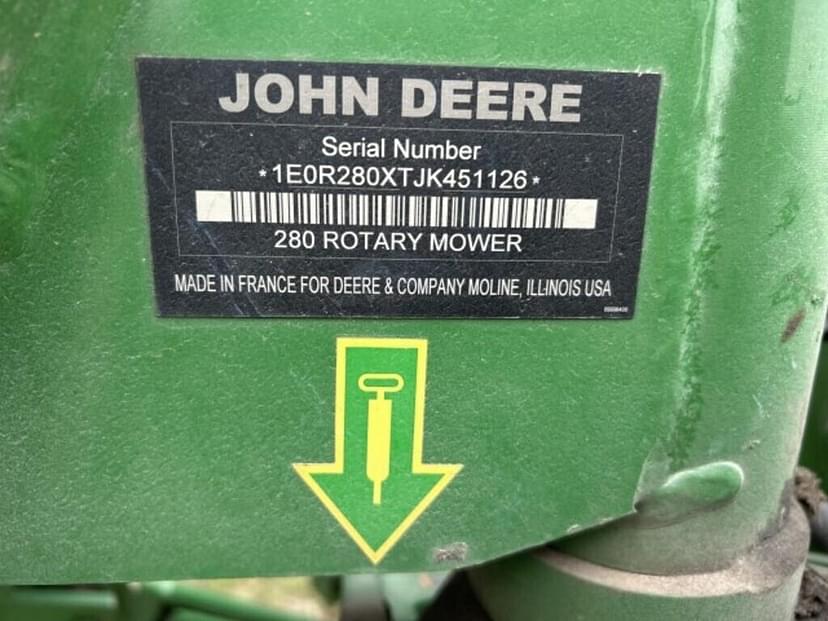 JOHN DEERE
Serial Number
*1E0R280XTJK451126*
280 ROTARY MOWER
MADE IN FRANCE FOR DEERE & COMPANY MOLINE, ILLINOIS USA